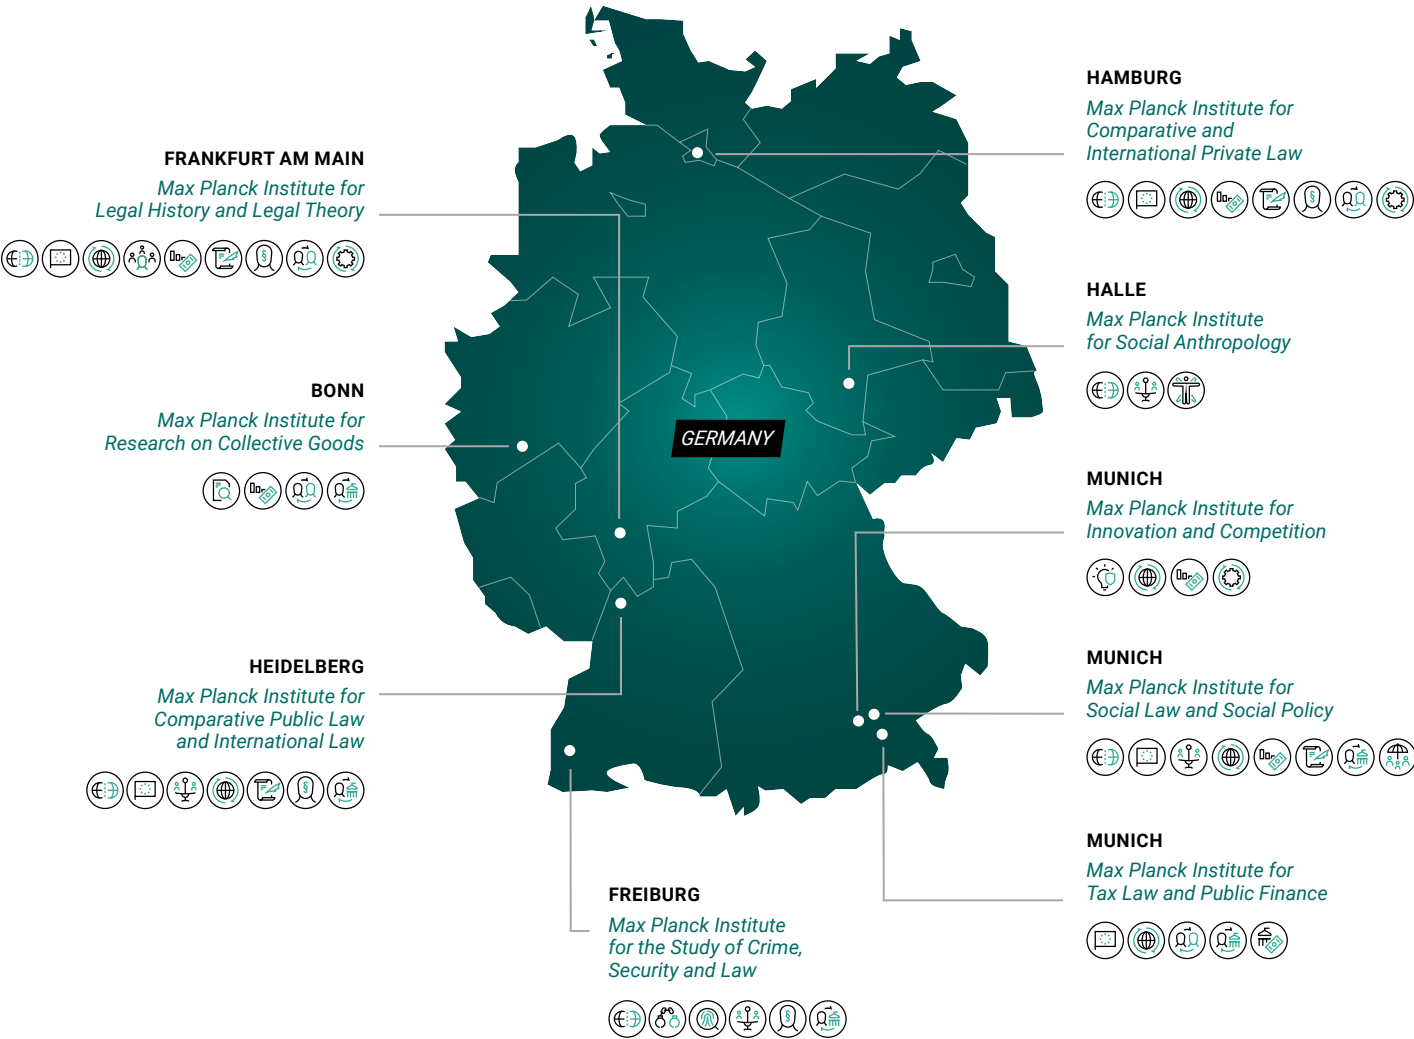 FRANKFURT AM MAIN
Max Planck Institute for
Legal History and Legal Theory
BONN
Max Planck Institute for
Research on Collective Goods
HEIDELBERG
Max Planck Institute for
Comparative Public Law
and International Law
GERMANY
FREIBURG
Max Planck Institute
for the Study of Crime,
Security and Law
HAMBURG
Max Planck Institute for
Comparative and
International Private Law
HALLE
Max Planck Institute
for Social Anthropology
MUNICH
Max Planck Institute for
Innovation and Competition
MUNICH
Max Planck Institute for
Social Law and Social Policy
MUNICH
Max Planck Institute for
Tax Law and Public Finance